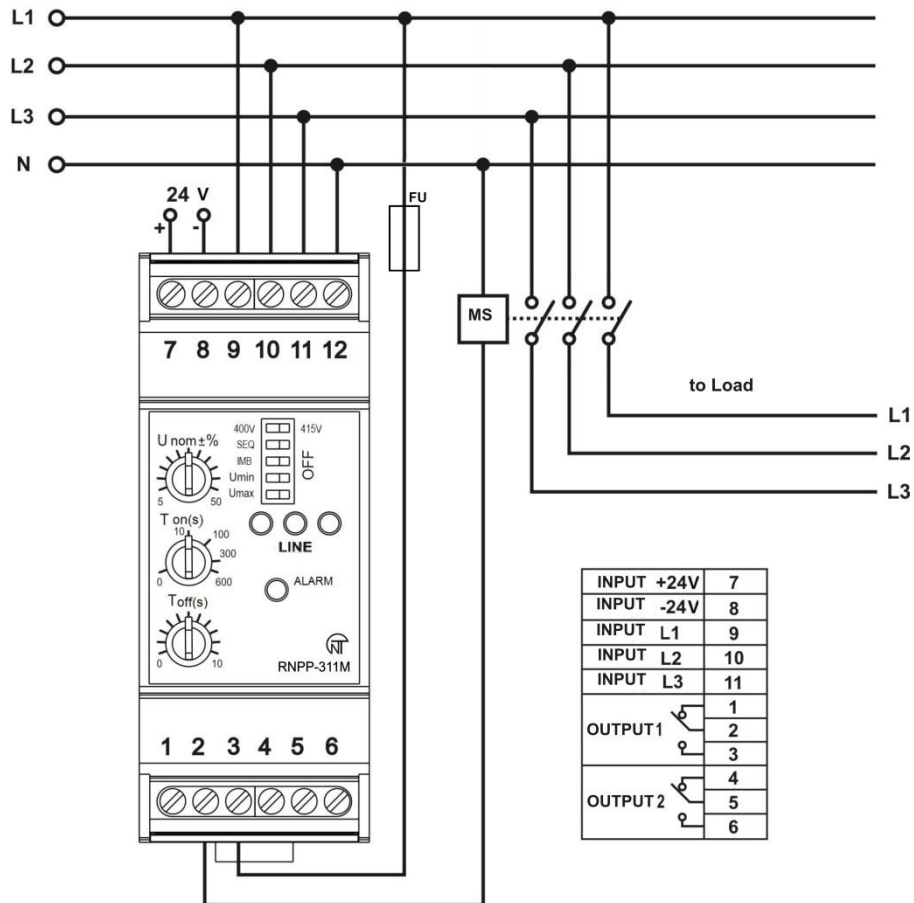 L1
L2
L3
N
24 V
+ -
FU
MS
7 8 9 10 11 12
to Load
L1
L2
L3
U nom±%
5 50
400V 415V
SEQ
IMB
Umin
Umax
OFF
T on(s)
10 100
300
0 600
LINE
ALARM
Toff(s)
0 10
NT
RNPP-311M
1 2 3 4 5 6
INPUT +24V 7
INPUT -24V 8
INPUT L1 9
INPUT L2 10
INPUT L3 11
OUTPUT1 1
2
3
OUTPUT2 4
5
6